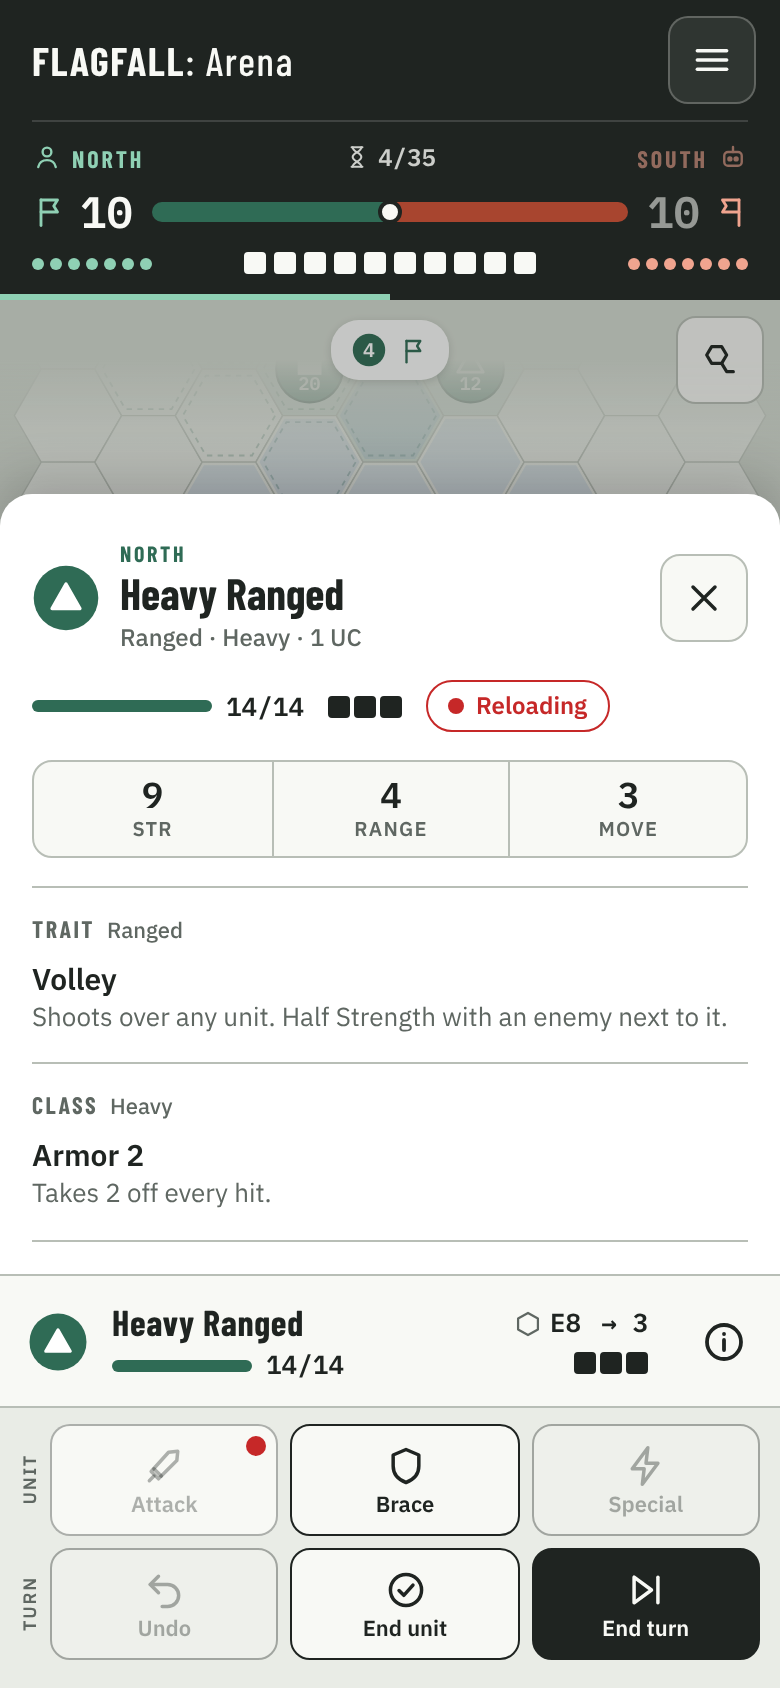 FLAGFALL: Arena
NORTH
4/35
SOUTH
10
10
4
20
12
NORTH
Heavy Ranged
Ranged · Heavy · 1 UC
14/14
Reloading
9
4
3
STR
RANGE
MOVE
TRAIT Ranged
Volley
Shoots over any unit. Half Strength with an enemy next to it.
CLASS Heavy
Armor 2
Takes 2 off every hit.
Heavy Ranged
E8 → 3
14/14
UNIT
Attack
Brace
Special
TURN
Undo
End unit
End turn